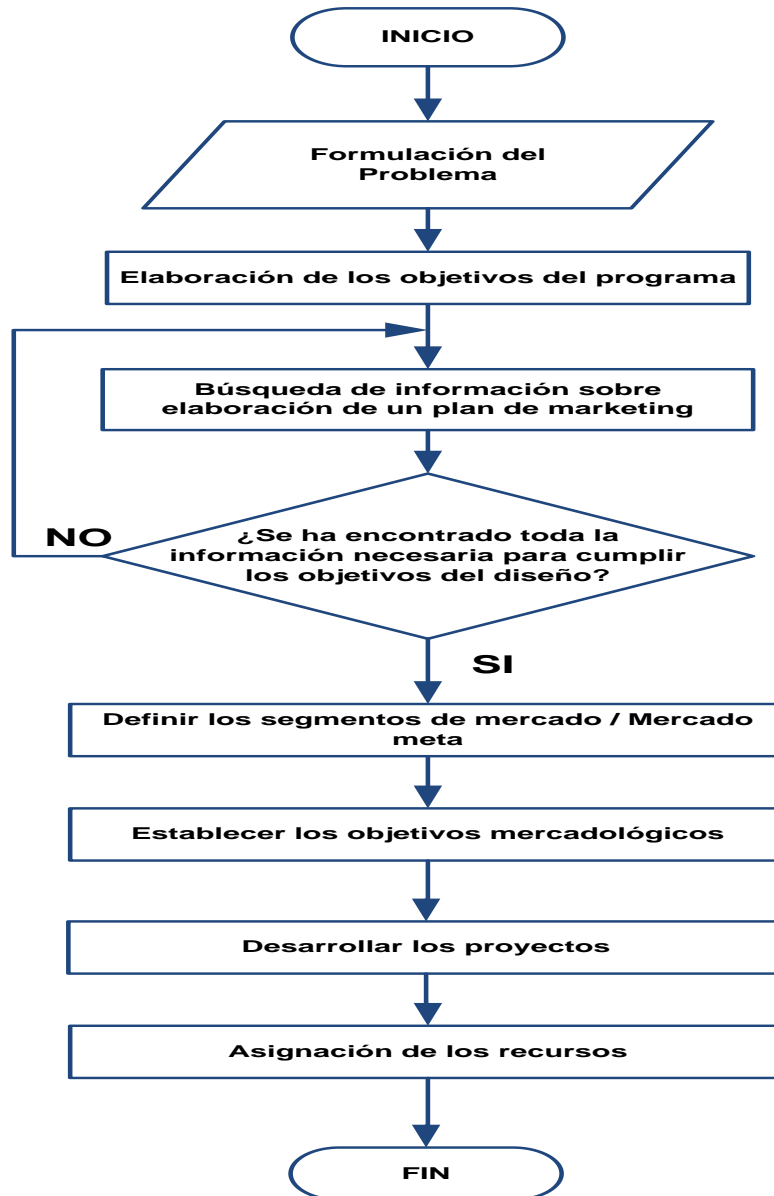 INICIO
Formulación del
Problema
Elaboración de los objetivos del programa
Búsqueda de información sobre
elaboración de un plan de marketing
NO
¿Se ha encontrado toda la
información necesaria para cumplir
los objetivos del diseño?
SI
Definir los segmentos de mercado / Mercado
meta
Establecer los objetivos mercadológicos
Desarrollar los proyectos
Asignación de los recursos
FIN